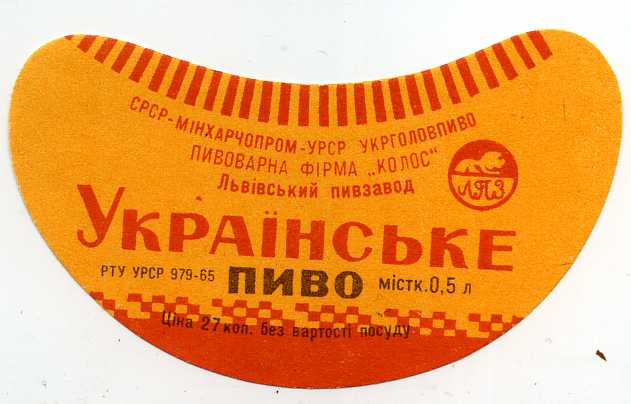 СРСР-МІНХАРЧОПРОМ-УРСР УКРГОЛОВПИВО
ПИВОВАРНА ФІРМА „КОЛОС"
Львівський пивзавод
ЛПЗ
УКРАЇНСЬКЕ
РТУ УРСР 979-65 ПИВО місTK.0,5 л
Ціна 27 коп. без вартості посуду